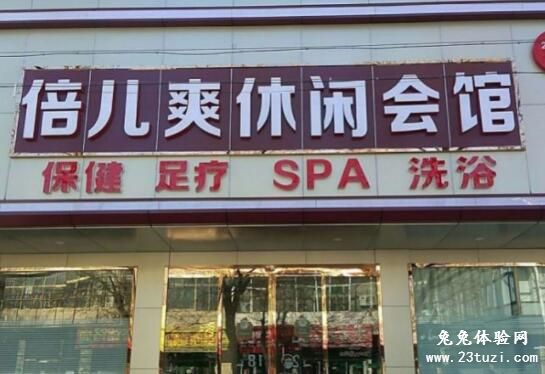 倍儿爽休闲会馆
保健 足疗 SPA 洗浴
兔兔体验网
www.23tuzi.com